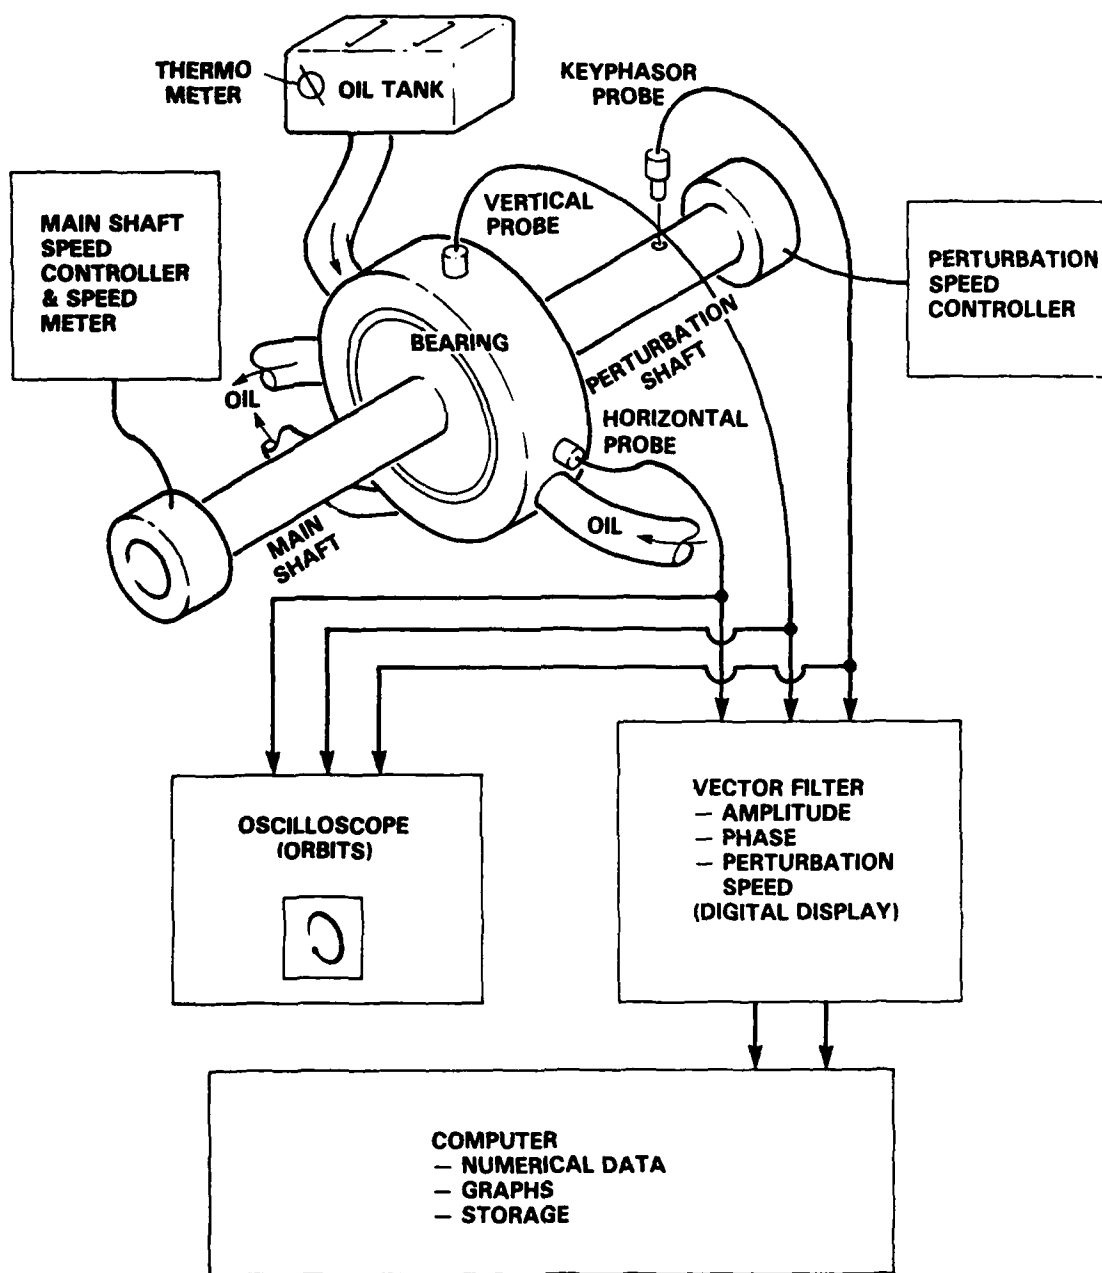 THERMO
METER
OIL TANK
KEYPHASOR
PROBE
MAIN SHAFT
SPEED
CONTROLLER
& SPEED
METER
VERTICAL
PROBE
PERTURBATION
SPEED
CONTROLLER
BEARING
PERTURBATION
SHAFT
OIL
HORIZONTAL
PROBE
OIL
MAIN
SHAFT
OSCILLOSCOPE
(ORBITS)
VECTOR FILTER
— AMPLITUDE
— PHASE
— PERTURBATION
SPEED
(DIGITAL DISPLAY)
COMPUTER
— NUMERICAL DATA
— GRAPHS
— STORAGE